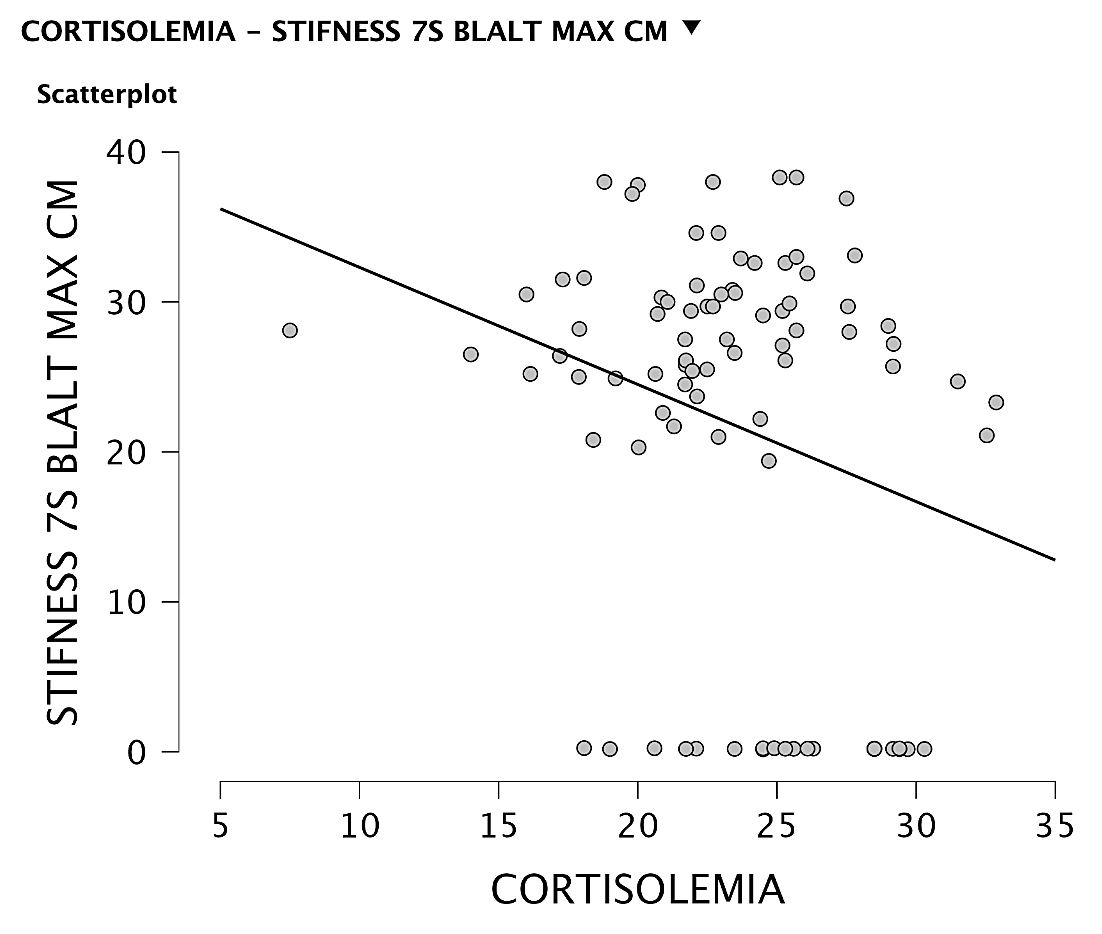 CORTISOLEMIA – STIFNESS 7S BLALT MAX CM ▼
Scatterplot
STIFNESS 7S BLALT MAX CM
40
30
20
10
0
5 10 15 20 25 30 35
CORTISOLEMIA